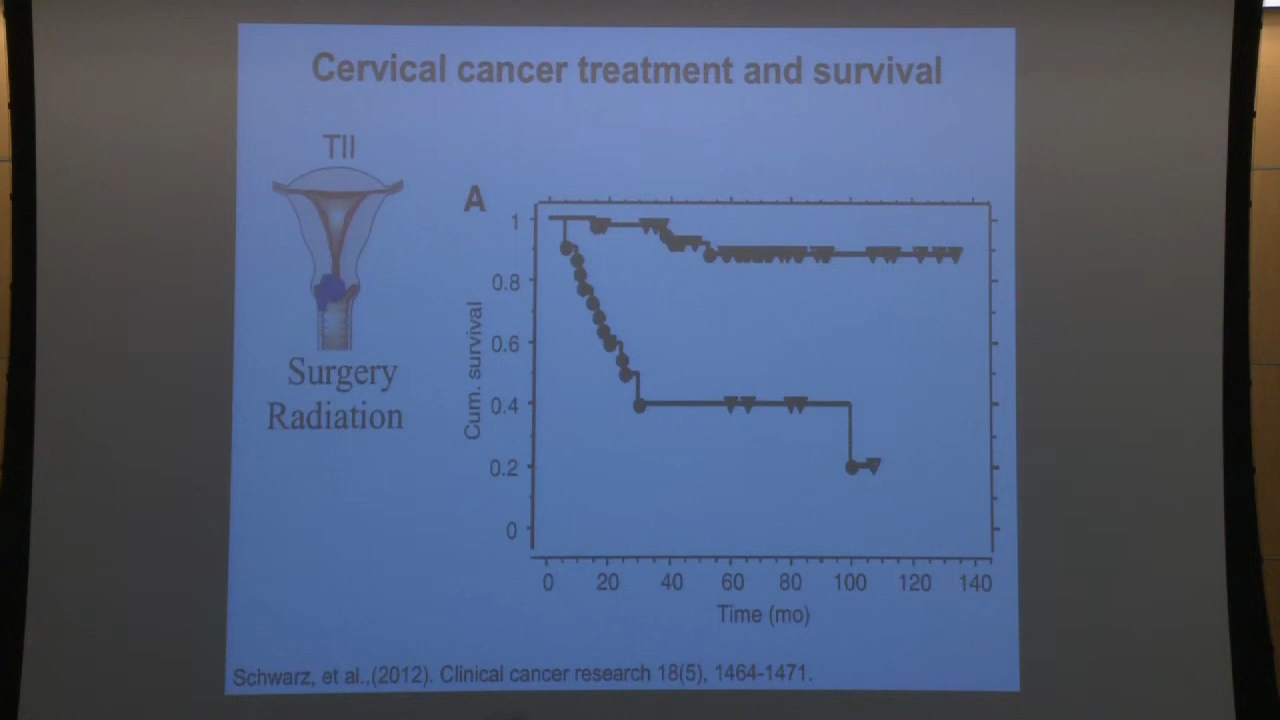 Cervical cancer treatment and survival
TII
Surgery
Radiation
A
1
0.8
0.6
0.4
0.2
0
Cum. survival
0 20 40 60 80 100 120 140
Time (mo)
Schwarz, et al.,(2012). Clinical cancer research 18(5), 1464-1471.